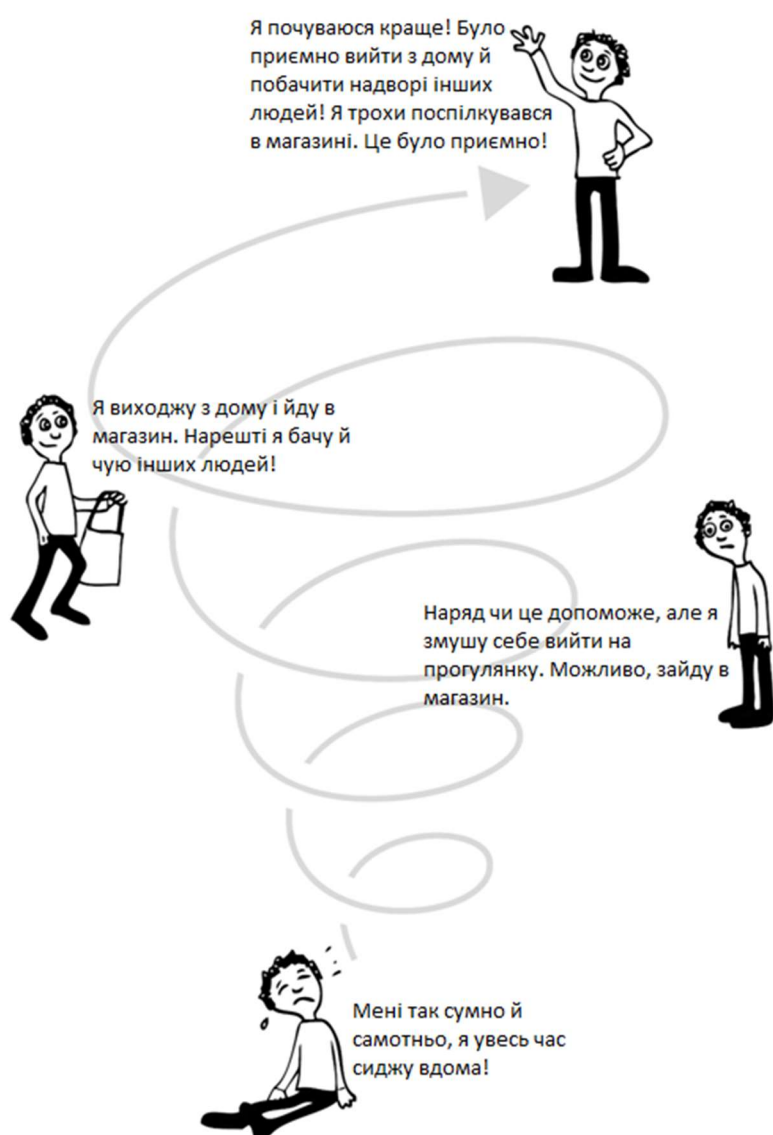 Я почуваюся краще! Було
приємно вийти з дому й
побачити надворі інших
людей! Я трохи поспілкувався
в магазині. Це було приємно!
Я виходжу з дому і йду в
магазин. Нарешті я бачу й
чую інших людей!
Наряд чи це допоможе, але я
змушу себе вийти на
прогулянку. Можливо, зайду в
магазин.
Мені так сумно й
самотньо, я увесь час
сиджу вдома!